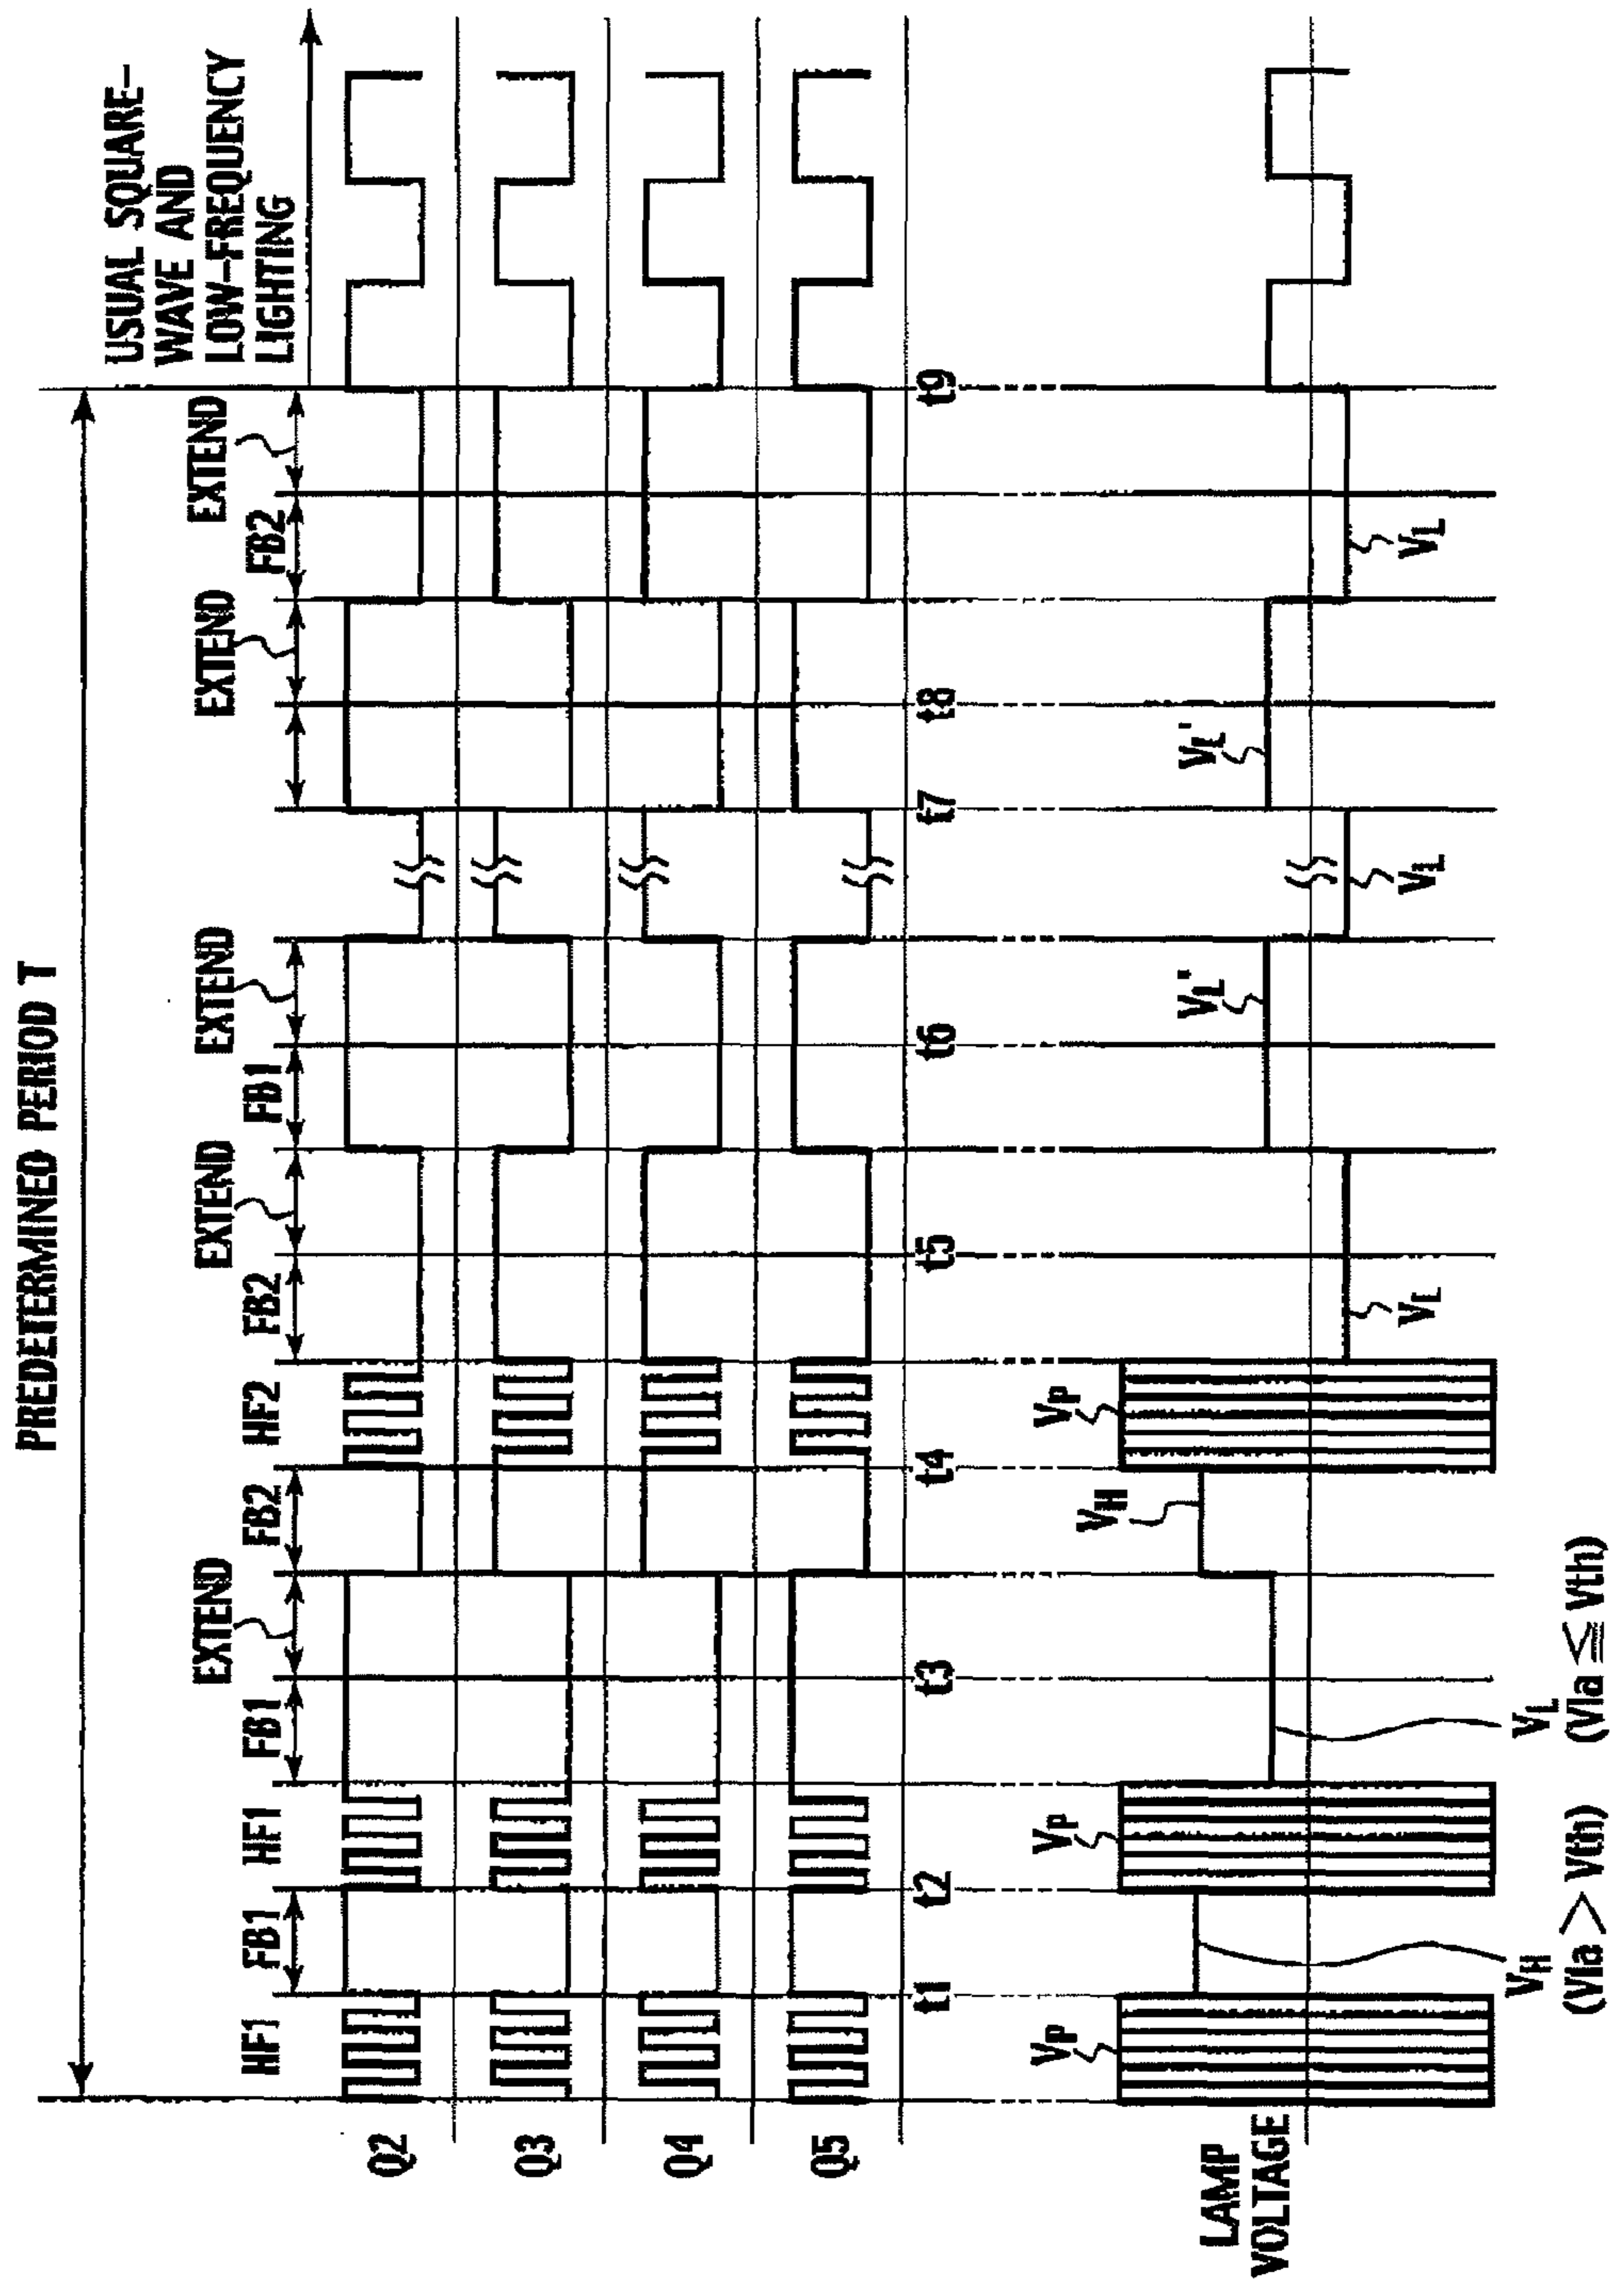 PREDETERMINED PERIOD T
USUAL SQUARE-
WAVE AND
LOW-FREQUENCY
LIGHTING
EXTEND
EXTEND
EXTEND
EXTEND
EXTEND
HF1
FB1
HF1
FB1
FB2
HF2
FB2
FB1
FB2
Q2
Q3
Q4
Q5
t1
t2
t3
t4
t5
t6
t7
t8
t9
LAMP
VOLTAGE
VP
VP
VH
VP
VL
VL'
VL
VL'
VL
VH
(Vla > Vth)
VL
(Vla ≦ Vth)